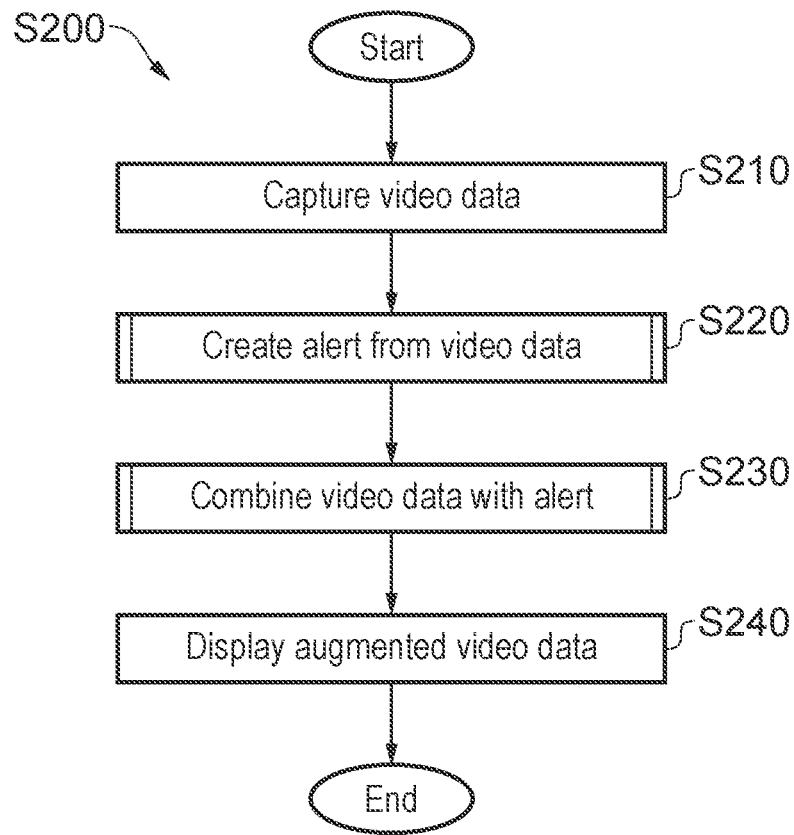 S200
Start
Capture video data
S210
Create alert from video data
S220
Combine video data with alert
S230
Display augmented video data
S240
End